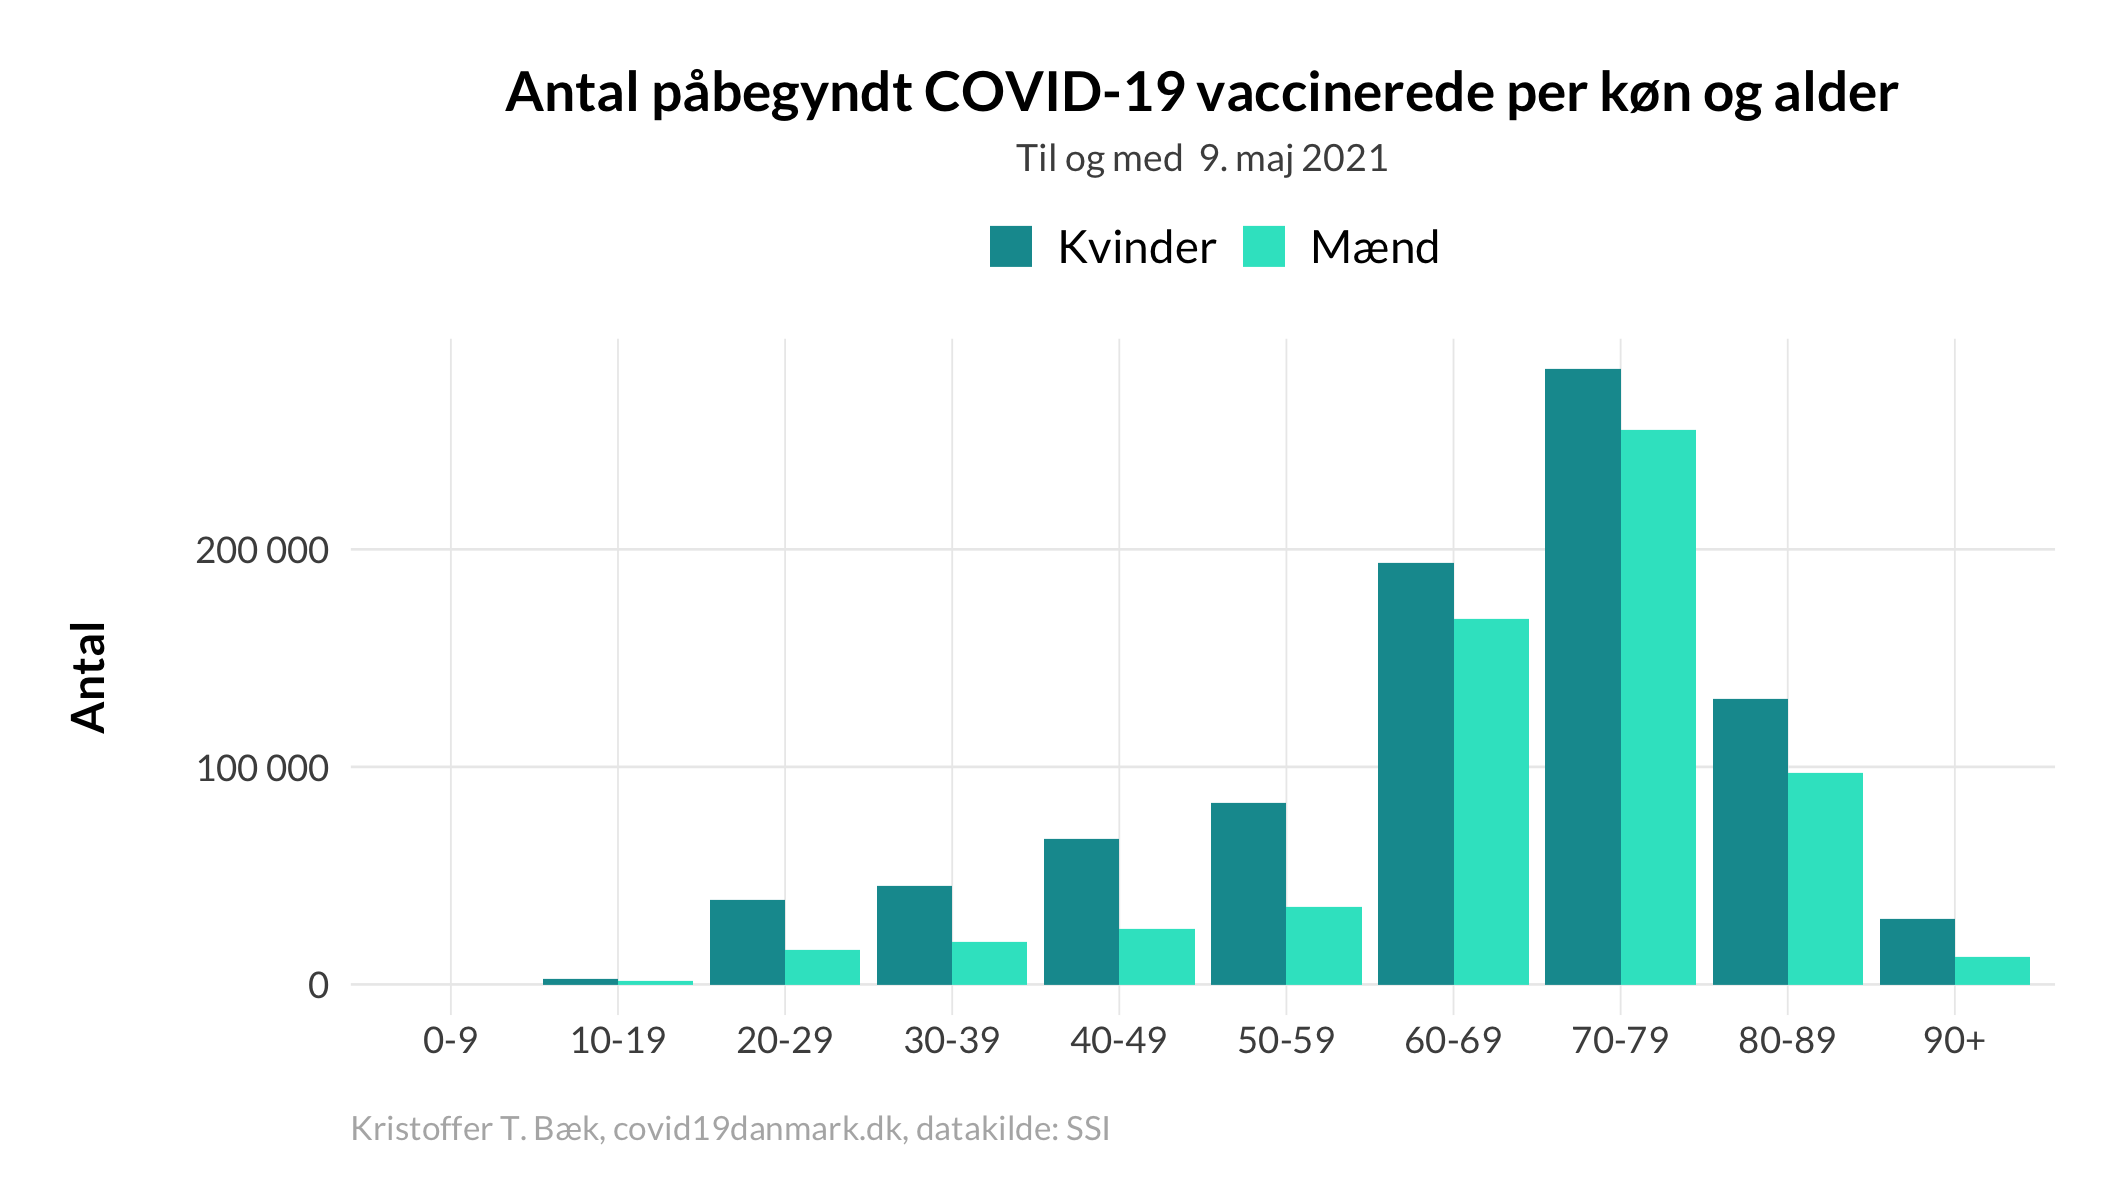 Antal påbegyndt COVID-19 vaccinerede per køn og alder
Til og med 9. maj 2021
Kvinder Mænd
Antal
200 000
100 000
0
0-9 10-19 20-29 30-39 40-49 50-59 60-69 70-79 80-89 90+
Kristoffer T. Bæk, covid19danmark.dk, datakilde: SSI